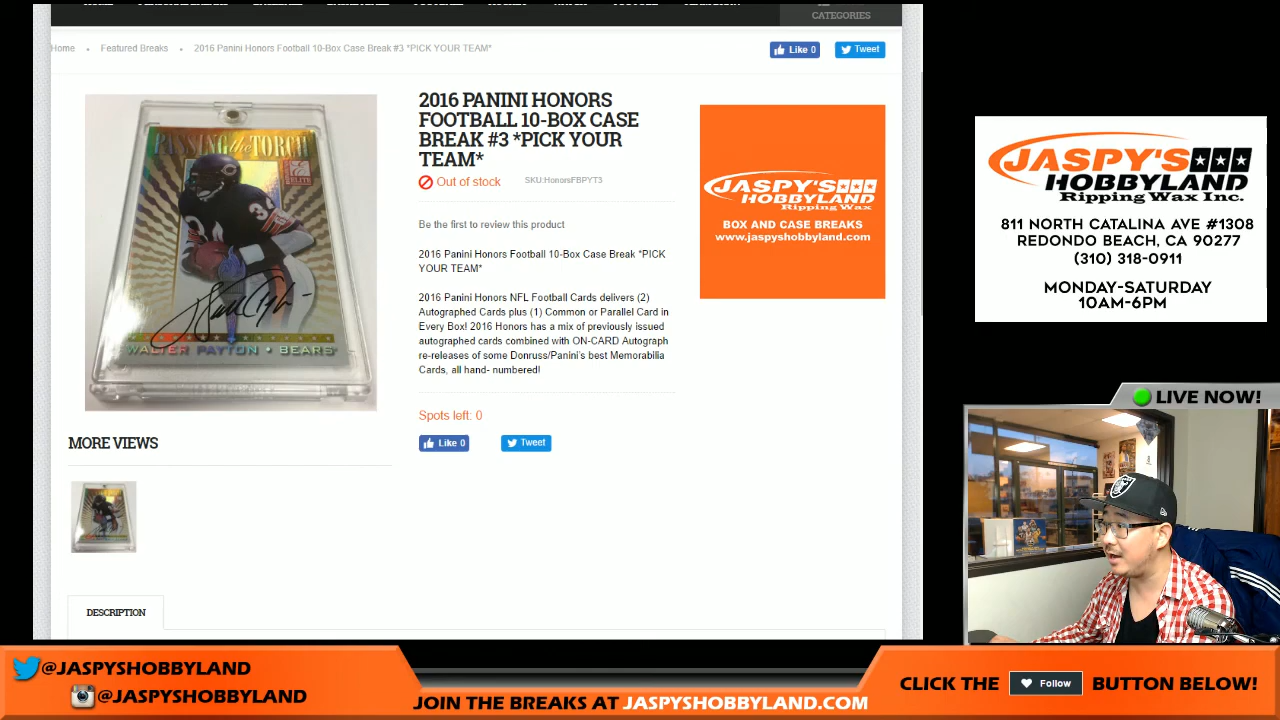 CATEGORIES
Home • Featured Breaks • 2016 Panini Honors Football 10-Box Case Break #3 *PICK YOUR TEAM*
Like 0
Tweet
PASSING the TORCH
ELITE
34
WALTER PAYTON • BEARS
2016 PANINI HONORS
FOOTBALL 10-BOX CASE
BREAK #3 *PICK YOUR
TEAM*
Out of stock
SKU:HonorsFBPYT3
Be the first to review this product
2016 Panini Honors Football 10-Box Case Break *PICK
YOUR TEAM*
2016 Panini Honors NFL Football Cards delivers (2)
Autographed Cards plus (1) Common or Parallel Card in
Every Box! 2016 Honors has a mix of previously issued
autographed cards combined with ON-CARD Autograph
re-releases of some Donruss/Panini's best Memorabilia
Cards, all hand- numbered!
Spots left: 0
Like 0
Tweet
JASPY'S
HOBBYLAND
Ripping Wax
BOX AND CASE BREAKS
www.jaspyshobbyland.com
MORE VIEWS
DESCRIPTION
JASPY'S
HOBBYLAND
Ripping Wax Inc.
811 NORTH CATALINA AVE #1308
REDONDO BEACH, CA 90277
(310) 318-0911
MONDAY-SATURDAY
10AM-6PM
LIVE NOW!
@JASPYSHOBBYLAND
@JASPYSHOBBYLAND
JOIN THE BREAKS AT JASPYSHOBBYLAND.COM
CLICK THE Follow BUTTON BELOW!